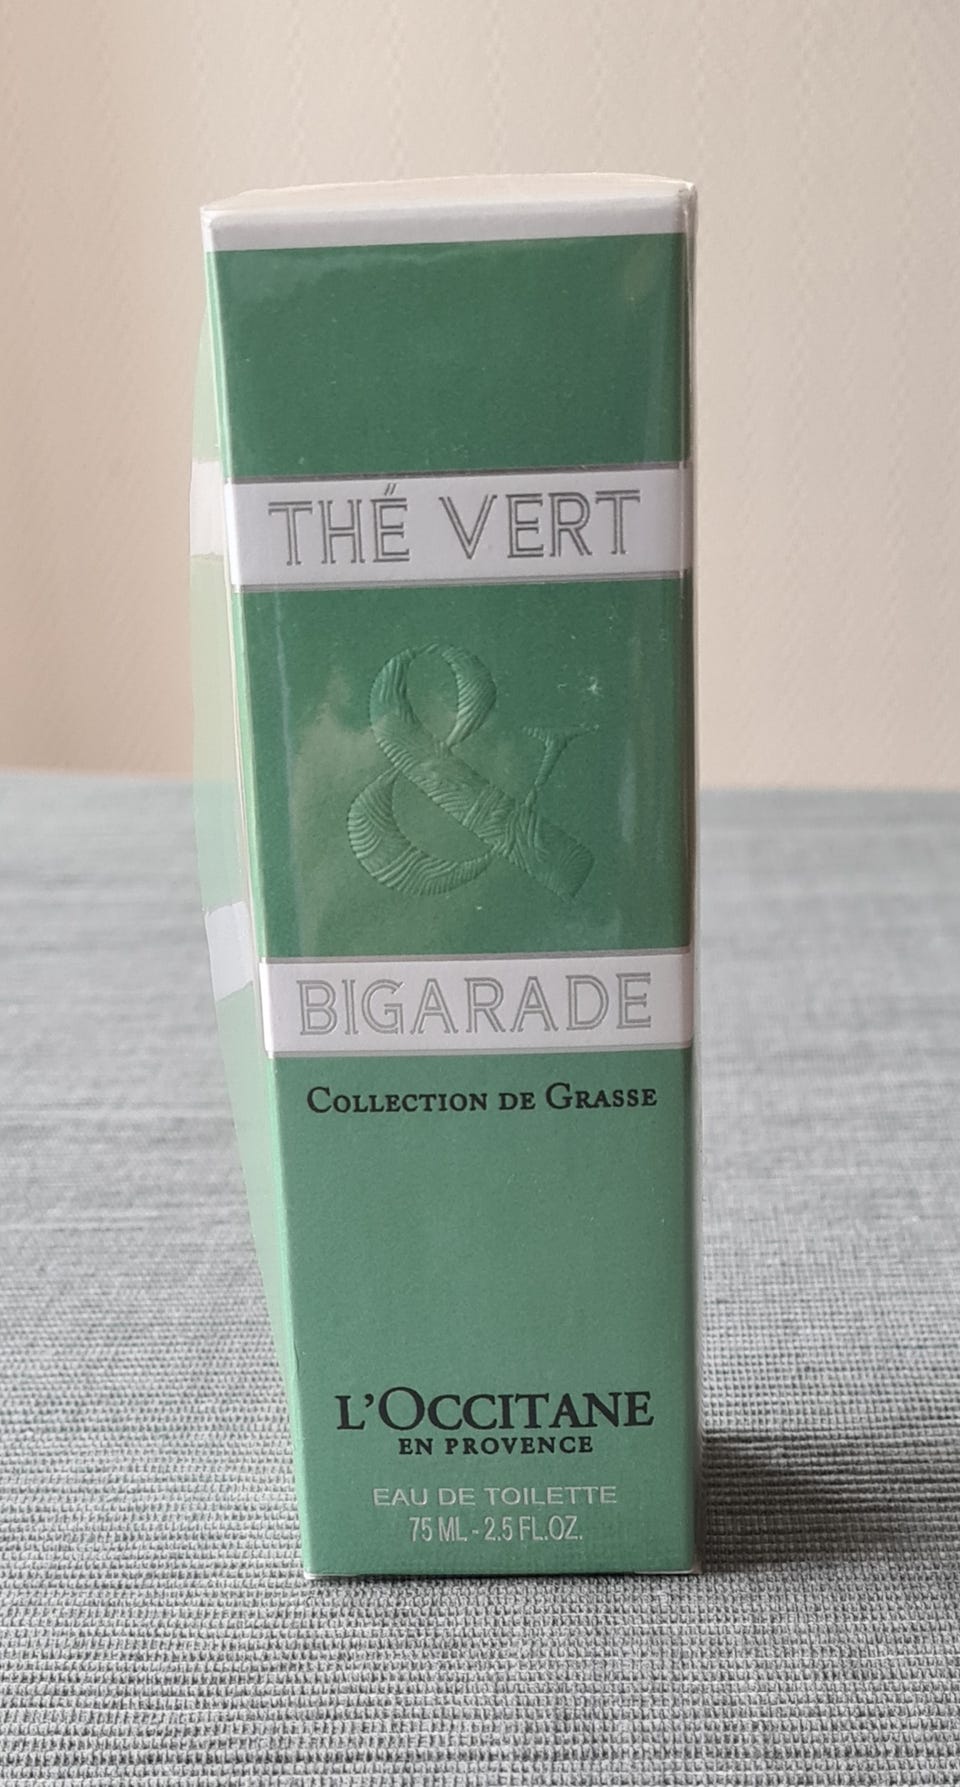 THÉ VERT
&
BIGARADE
COLLECTION DE GRASSE
L'OCCITANE
EN PROVENCE
EAU DE TOILETTE
75 ML - 2.5 FL.OZ.